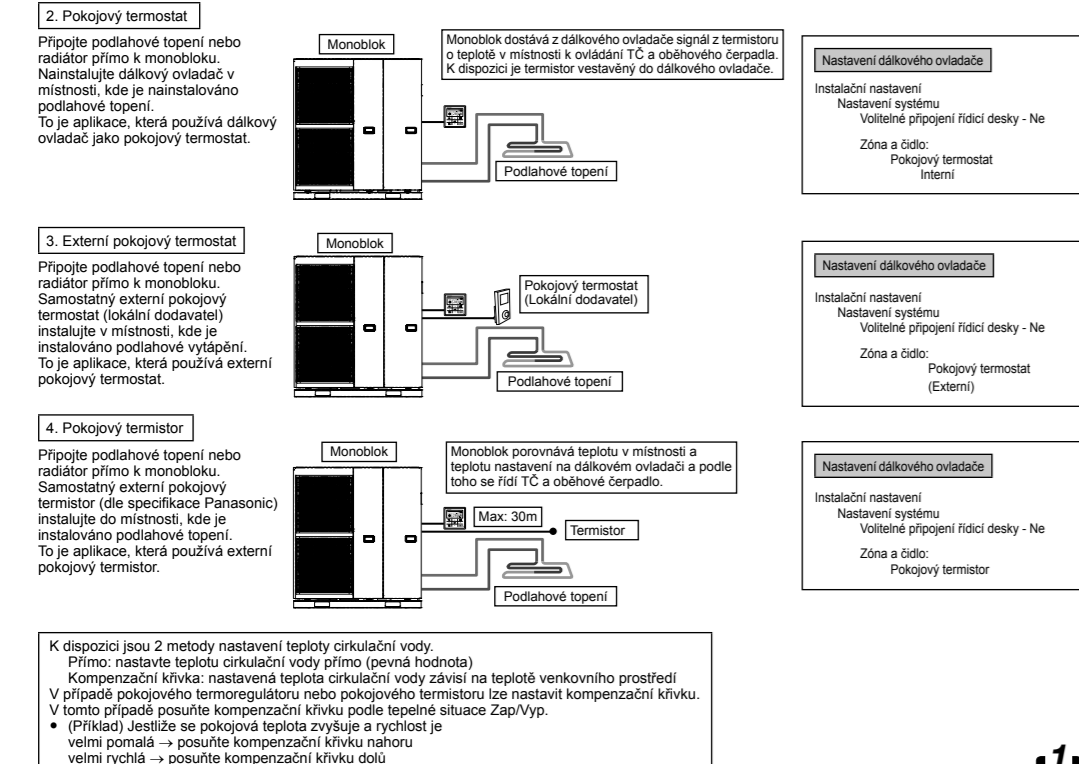 2. Pokojový termostat
Připojte podlahové topení nebo
radiátor přímo k monobloku.
Nainstalujte dálkový ovladač v
místnosti, kde je nainstalováno
podlahové topení.
To je aplikace, která používá dálkový
ovladač jako pokojový termostat.
Monoblok
Monoblok dostává z dálkového ovladače signál z termistoru
o teplotě v místnosti k ovládání TČ a oběhového čerpadla.
K dispozici je termistor vestavěný do dálkového ovladače.
Podlahové topení
Nastavení dálkového ovladače
Instalační nastavení
Nastavení systému
Volitelné připojení řídicí desky - Ne
Zóna a čidlo:
Pokojový termostat
Interní
3. Externí pokojový termostat
Připojte podlahové topení nebo
radiátor přímo k monobloku.
Samostatný externí pokojový
termostat (lokální dodavatel)
instalujte v místnosti, kde je
instalováno podlahové vytápění.
To je aplikace, která používá externí
pokojový termostat.
Monoblok
Pokojový termostat
(Lokální dodavatel)
Podlahové topení
Nastavení dálkového ovladače
Instalační nastavení
Nastavení systému
Volitelné připojení řídicí desky - Ne
Zóna a čidlo:
Pokojový termostat
(Externí)
4. Pokojový termistor
Připojte podlahové topení nebo
radiátor přímo k monobloku.
Samostatný externí pokojový
termistor (dle specifikace Panasonic)
instalujte do místnosti, kde je
instalováno podlahové topení.
To je aplikace, která používá externí
pokojový termistor.
Monoblok
Monoblok porovnává teplotu v místnosti a
teplotu nastavení na dálkovém ovladači a podle
toho se řídí TČ a oběhové čerpadlo.
Max: 30m
Termistor
Podlahové topení
Nastavení dálkového ovladače
Instalační nastavení
Nastavení systému
Volitelné připojení řídicí desky - Ne
Zóna a čidlo:
Pokojový termistor
K dispozici jsou 2 metody nastavení teploty cirkulační vody.
Přímo: nastavte teplotu cirkulační vody přímo (pevná hodnota)
Kompenzační křivka: nastavená teplota cirkulační vody závisí na teplotě venkovního prostředí
V případě pokojového termoregulátoru nebo pokojového termistoru lze nastavit kompenzační křivku.
V tomto případě posuňte kompenzační křivku podle tepelné situace Zap/Vyp.
• (Příklad) Jestliže se pokojová teplota zvyšuje a rychlost je
velmi pomalá → posuňte kompenzační křivku nahoru
velmi rychlá → posuňte kompenzační křivku dolů